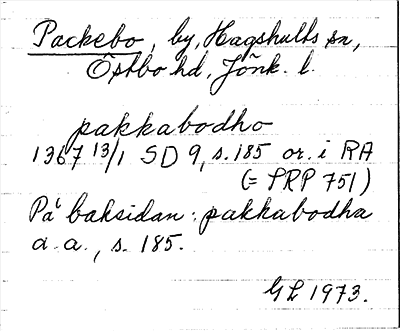 Packebo, by, Hagshults sn,
Östbo hd, Jönk. l.
pakkabodho
1367 13/1 SD 9, s. 185 or. i RA
(= SRP 751)
På baksidan: pakkabodha
a. a., s. 185.
GL 1973.